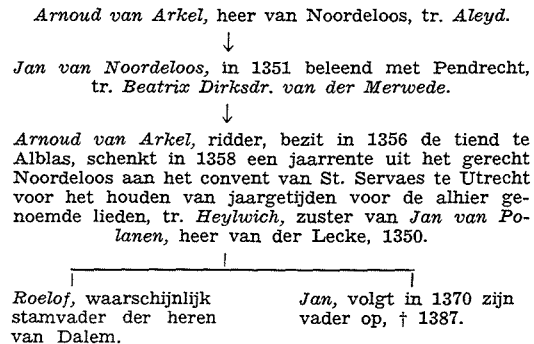 Arnoud van Arkel, heer van Noordeloos, tr. Aleyd.
↓
Jan van Noordeloos, in 1351 beleend met Pendrecht,
tr. Beatrix Dirksdr. van der Merwede.
↓
Arnoud van Arkel, ridder, bezit in 1356 de tiend te
Alblas, schenkt in 1358 een jaarrente uit het gerecht
Noordeloos aan het convent van St. Servaes te Utrecht
voor het houden van jaargetijden voor de alhier ge-
noemde lieden, tr. Heylwich, zuster van Jan van Po-
lanen, heer van der Lecke, 1350.
Roelof, waarschijnlijk
stamvader der heren
van Dalem.
Jan, volgt in 1370 zijn
vader op, † 1387.